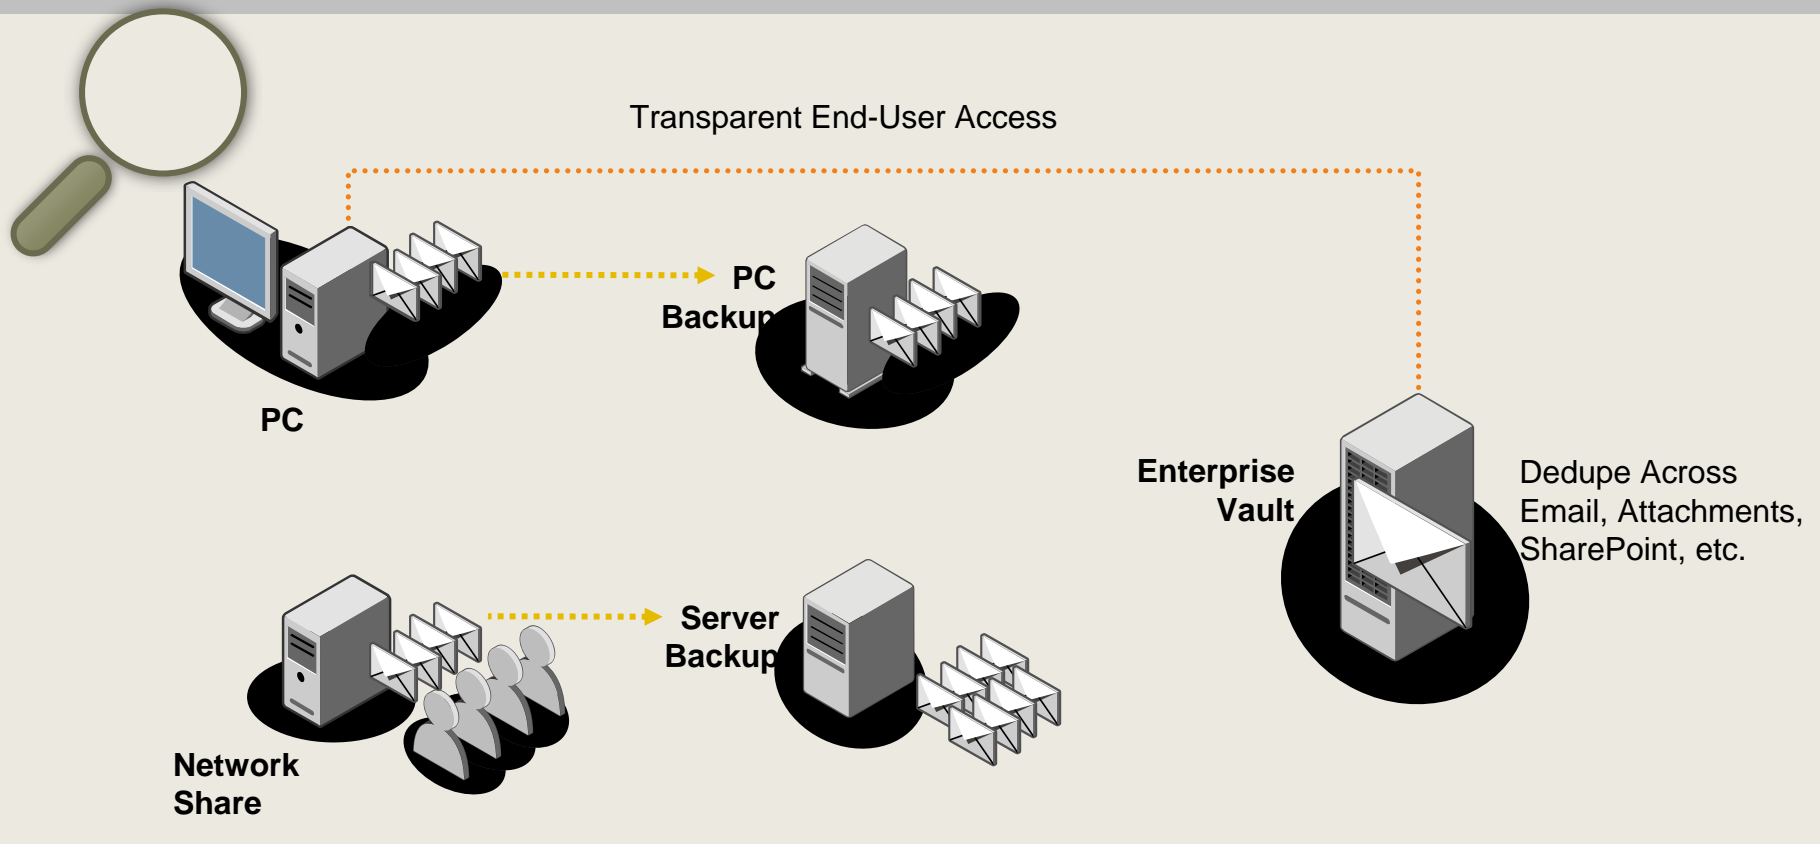 Transparent End-User Access
PC
Backup
PC
Enterprise
Vault
Dedupe Across
Email, Attachments,
SharePoint, etc.
Server
Backup
Network
Share